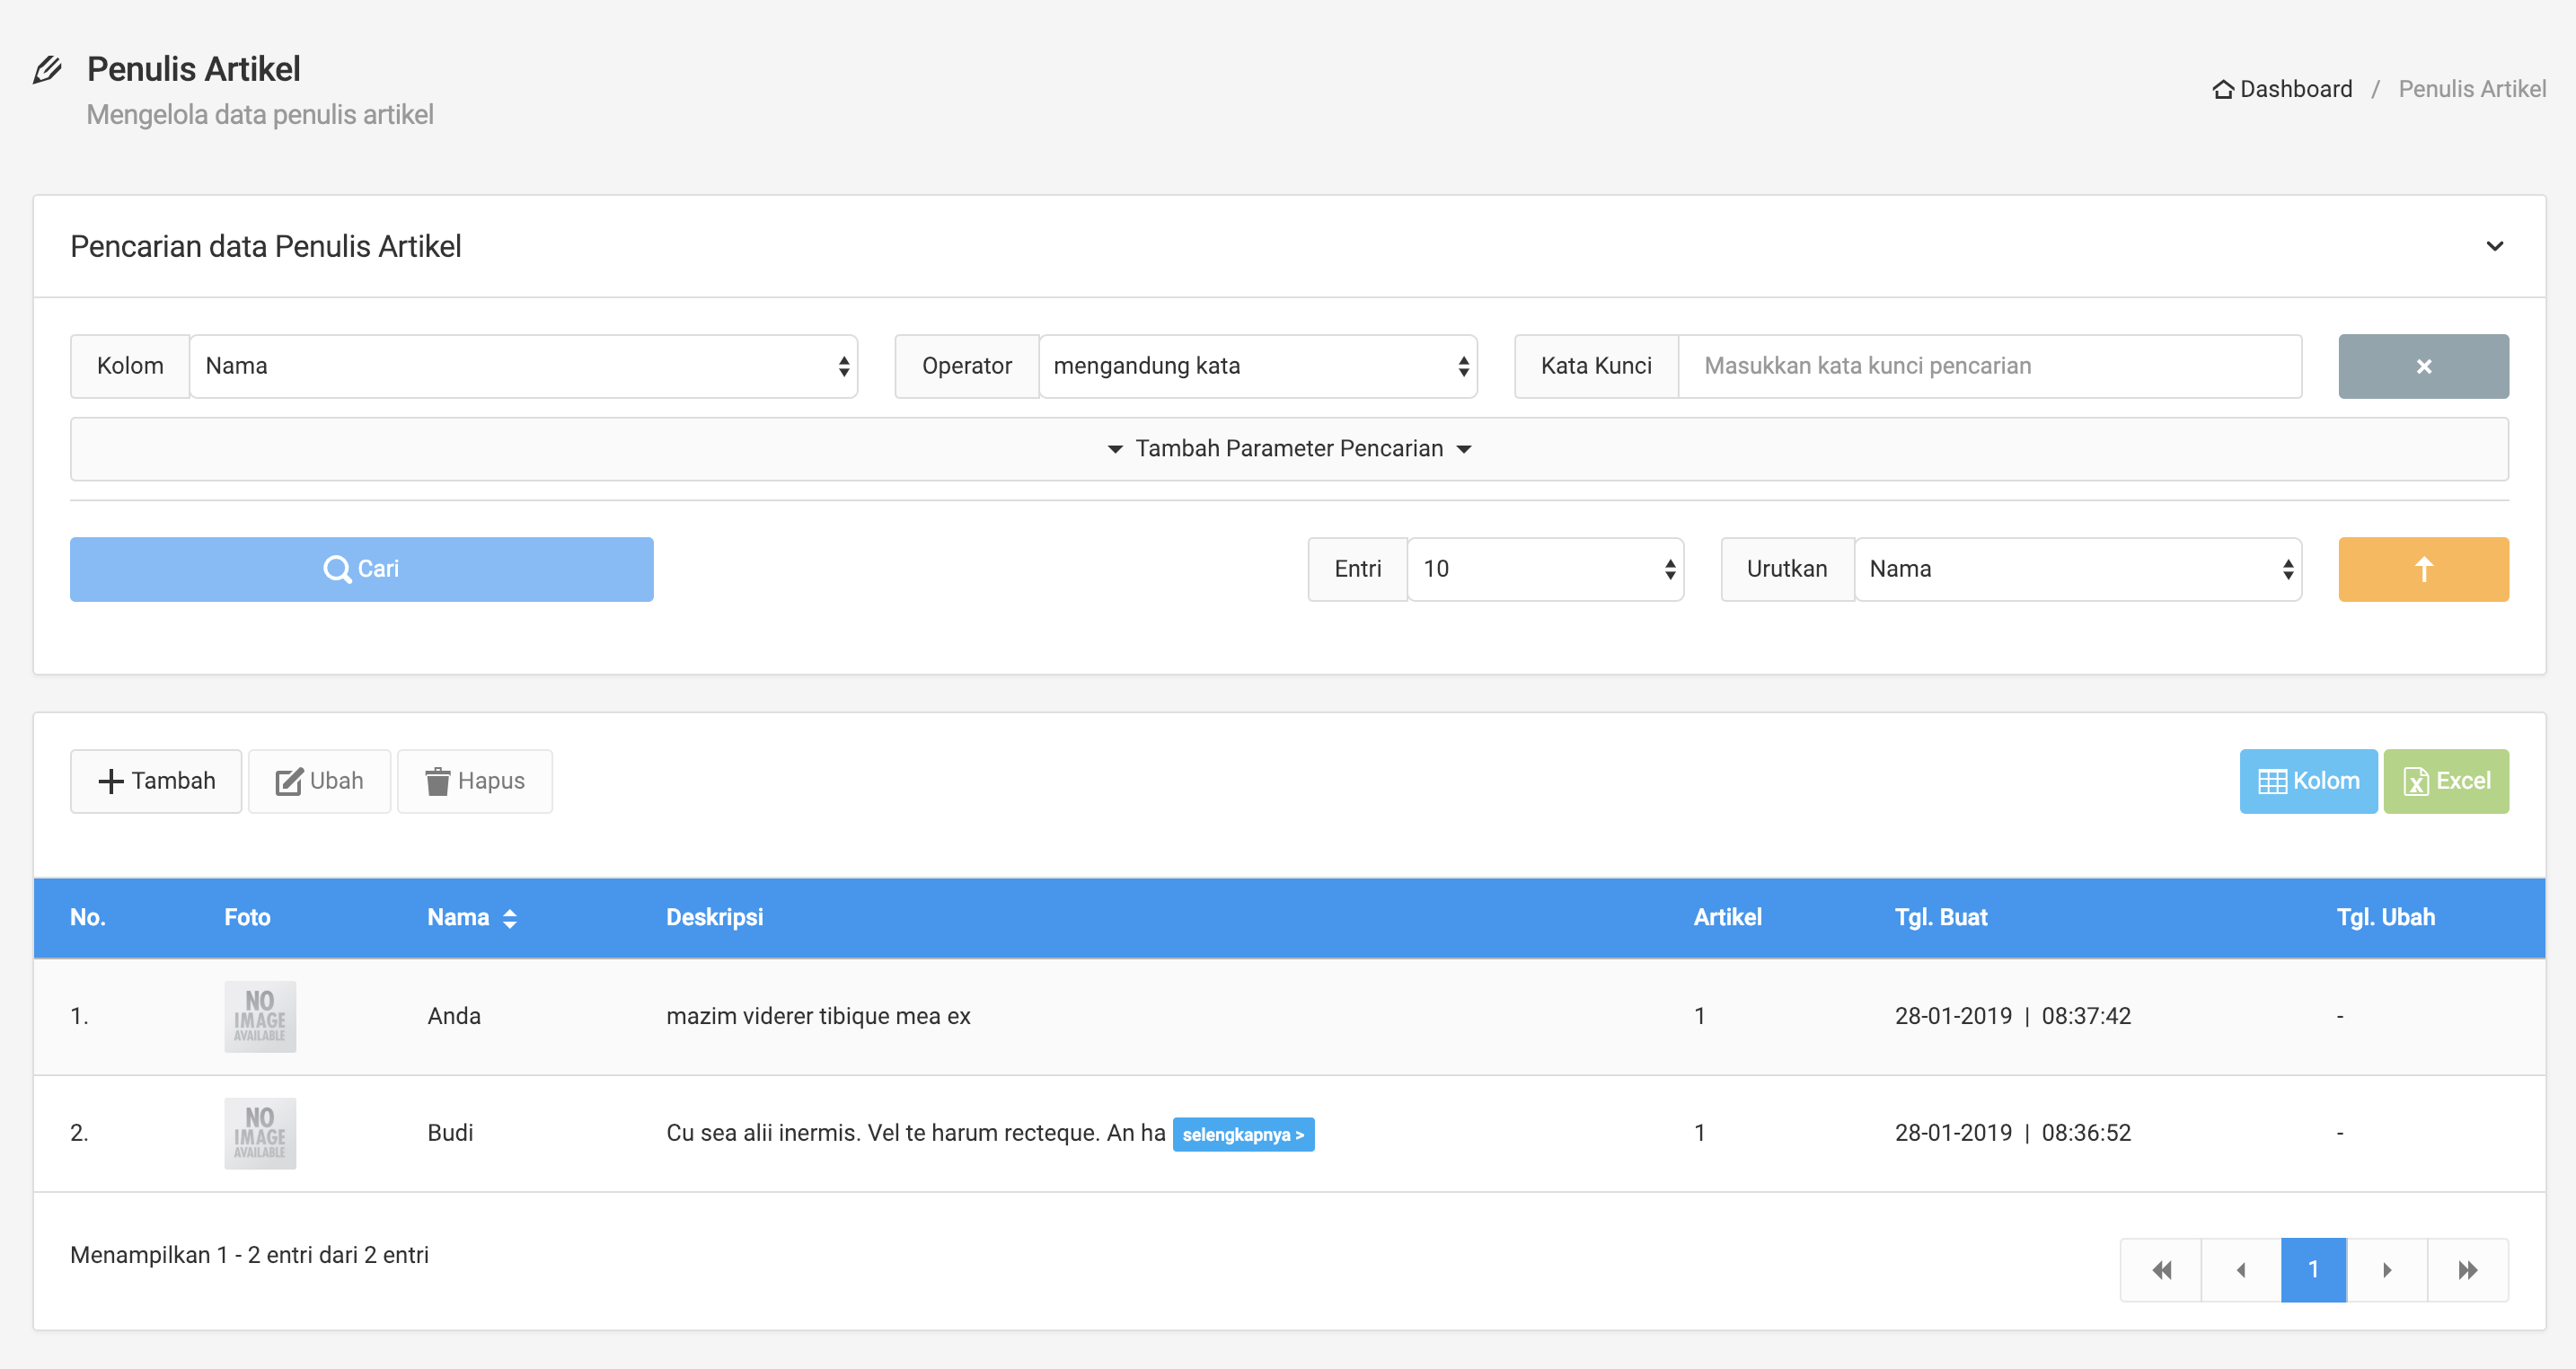 Penulis Artikel
Mengelola data penulis artikel
Dashboard / Penulis Artikel
Pencarian data Penulis Artikel
Kolom Nama Operator mengandung kata Kata Kunci Masukkan kata kunci pencarian ×
Tambah Parameter Pencarian
Cari Entri 10 Urutkan Nama
Tambah Ubah Hapus Kolom Excel
No. Foto Nama Deskripsi Artikel Tgl. Buat Tgl. Ubah
1. NO IMAGE AVAILABLE Anda mazim viderer tibique mea ex 1 28-01-2019 | 08:37:42 -
2. NO IMAGE AVAILABLE Budi Cu sea alii inermis. Vel te harum recteque. An ha selengkapnya > 1 28-01-2019 | 08:36:52 -
Menampilkan 1 - 2 entri dari 2 entri
1